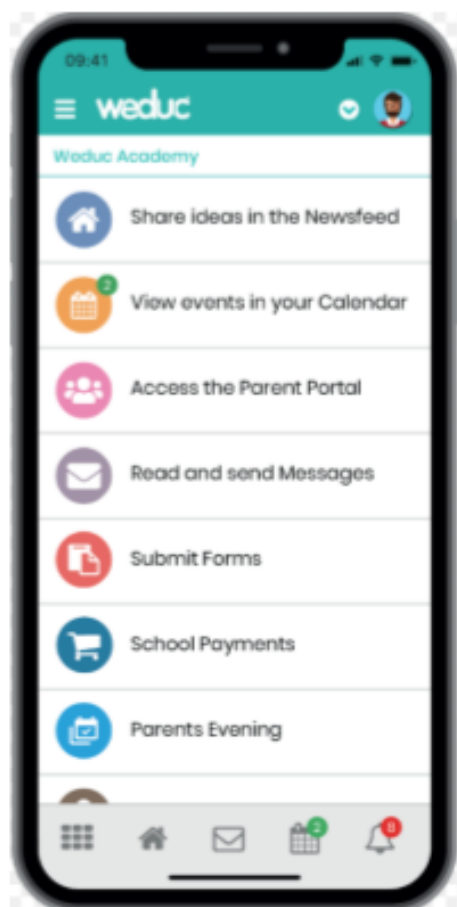 09:41
weduc
Weduc Academy
Share ideas in the Newsfeed
2
View events in your Calendar
Access the Parent Portal
Read and send Messages
Submit Forms
School Payments
Parents Evening
2
8